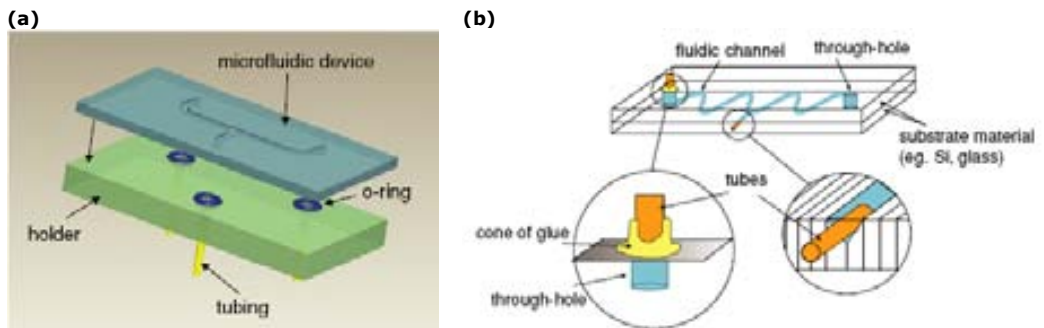 (a)
microfluidic device
o-ring
holder
tubing
(b)
fluidic channel
through-hole
substrate material
(eg. Si, glass)
tubes
cone of glue
through-hole